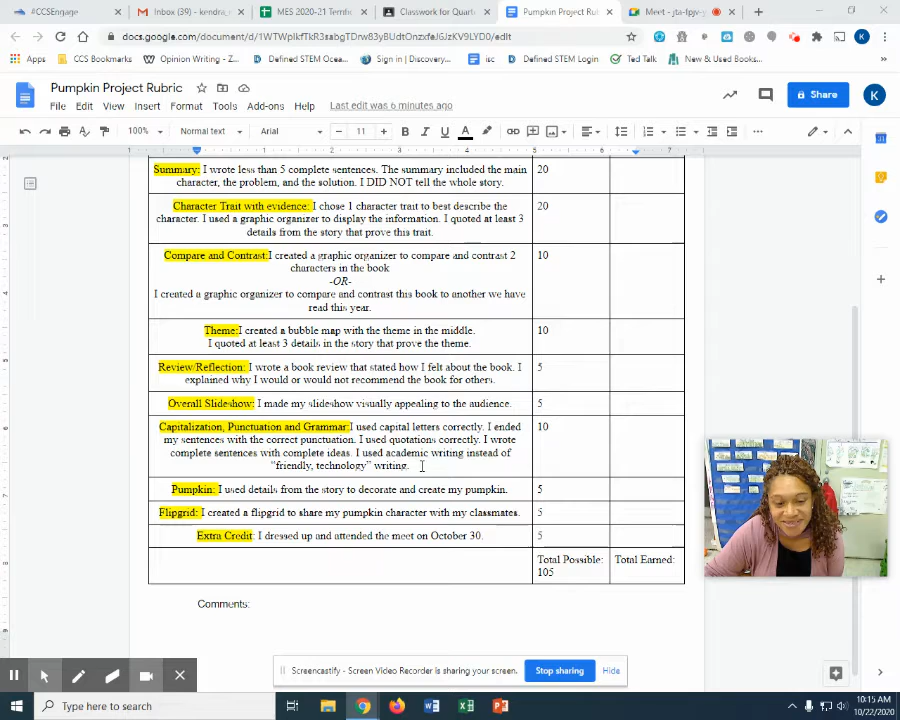 #ACCSEngage
Inbox (39) - kendra_m
MES 2020-21 Terrific
Classwork for Quarte
Pumpkin Project Rub
Meet - jta-fpjv-y
docs.google.com/document/d/
/edit
Apps
CCS Bookmarks
Opinion Writing - Z...
Defined STEM Ocea...
Sign in / Discovery...
isc
Defined STEM Login
Ted Talk
New & Used Books...
Pumpkin Project Rubric
File Edit View Insert Format Tools Add-ons Help Last edit was 6 minutes ago
Share
K
100% Normal text Arial 11 B I U A
1 1 2 3 4 5 6 7
Summary: I wrote less than 5 complete sentences. The summary included the main 20
character, the problem, and the solution. I DID NOT tell the whole story.
Character Trait with evidence: I chose 1 character trait to best describe the 20
character. I used a graphic organizer to display the information. I quoted at least 3
details from the story that prove this trait.
Compare and Contrast:I created a graphic organizer to compare and contrast 2 10
characters in the book
-OR-
I created a graphic organizer to compare and contrast this book to another we have
read this year.
Theme:I created a bubble map with the theme in the middle. 10
I quoted at least 3 details in the story that prove the theme.
Review/Reflection: I wrote a book review that stated how I felt about the book. I 5
explained why I would or would not recommend the book for others.
Overall Slideshow: I made my slideshow visually appealing to the audience. 5
Capitalization, Punctuation and Grammar:I used capital letters correctly. I ended 10
my sentences with the correct punctuation. I used quotations correctly. I wrote
complete sentences with complete ideas. I used academic writing instead of
"friendly, technology" writing.
Pumpkin: I used details from the story to decorate and create my pumpkin. 5
Flipgrid: I created a flipgrid to share my pumpkin character with my classmates. 5
Extra Credit: I dressed up and attended the meet on October 30. 5
Total Possible: Total Earned:
105
Comments:
Screencastify - Screen Video Recorder is sharing your screen. Stop sharing Hide
Type here to search
10:15 AM
10/22/2020